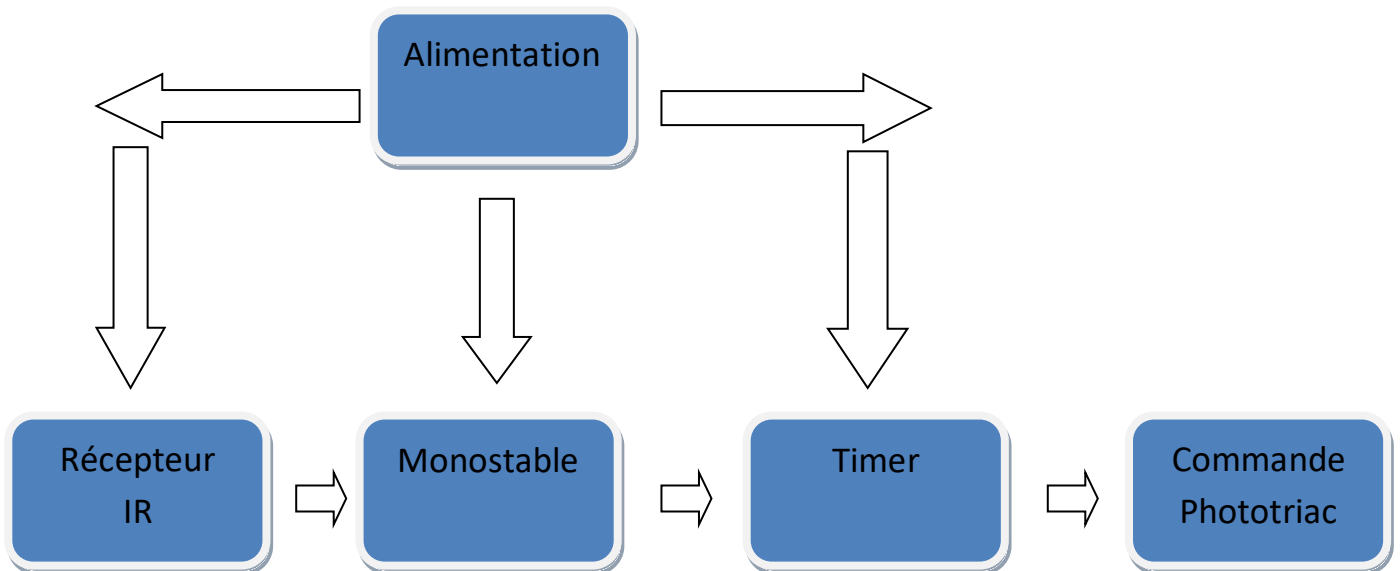 Alimentation
Récepteur
IR
Monostable
Timer
Commande
Phototriac